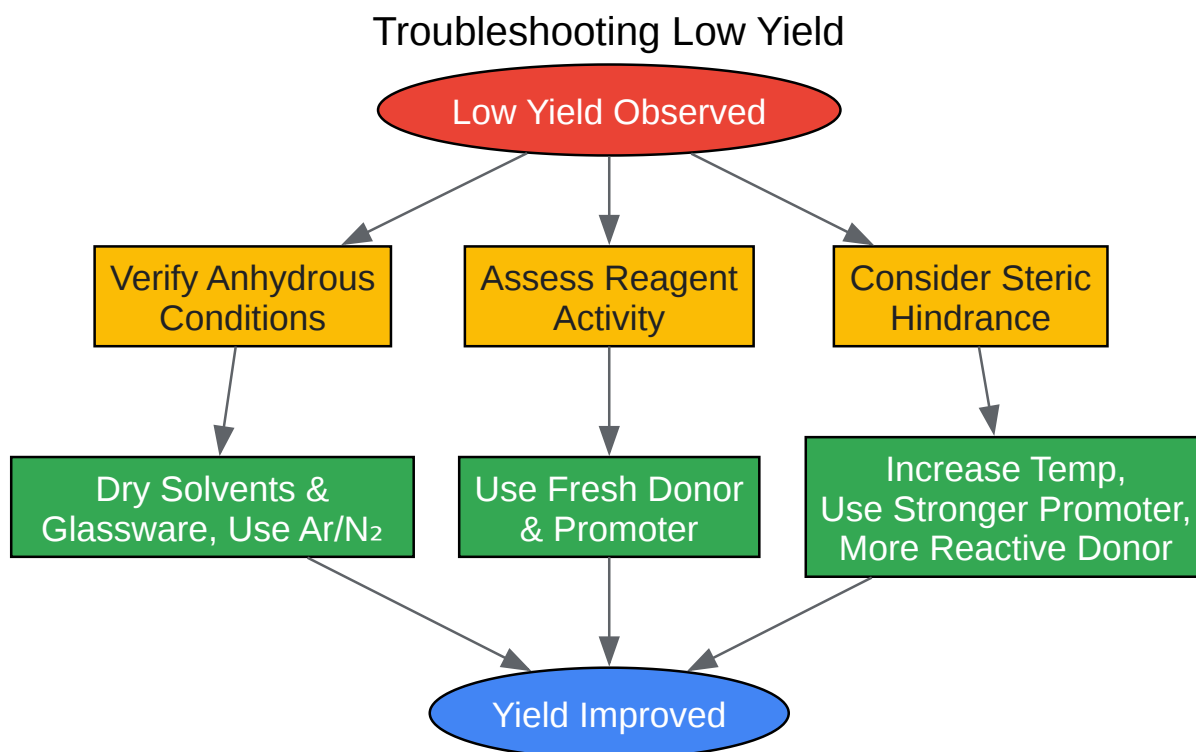 Troubleshooting Low Yield
Low Yield Observed
Verify Anhydrous
Conditions
Assess Reagent
Activity
Consider Steric
Hindrance
Dry Solvents &
Glassware, Use Ar/N₂
Use Fresh Donor
& Promoter
Increase Temp,
Use Stronger Promoter,
More Reactive Donor
Yield Improved